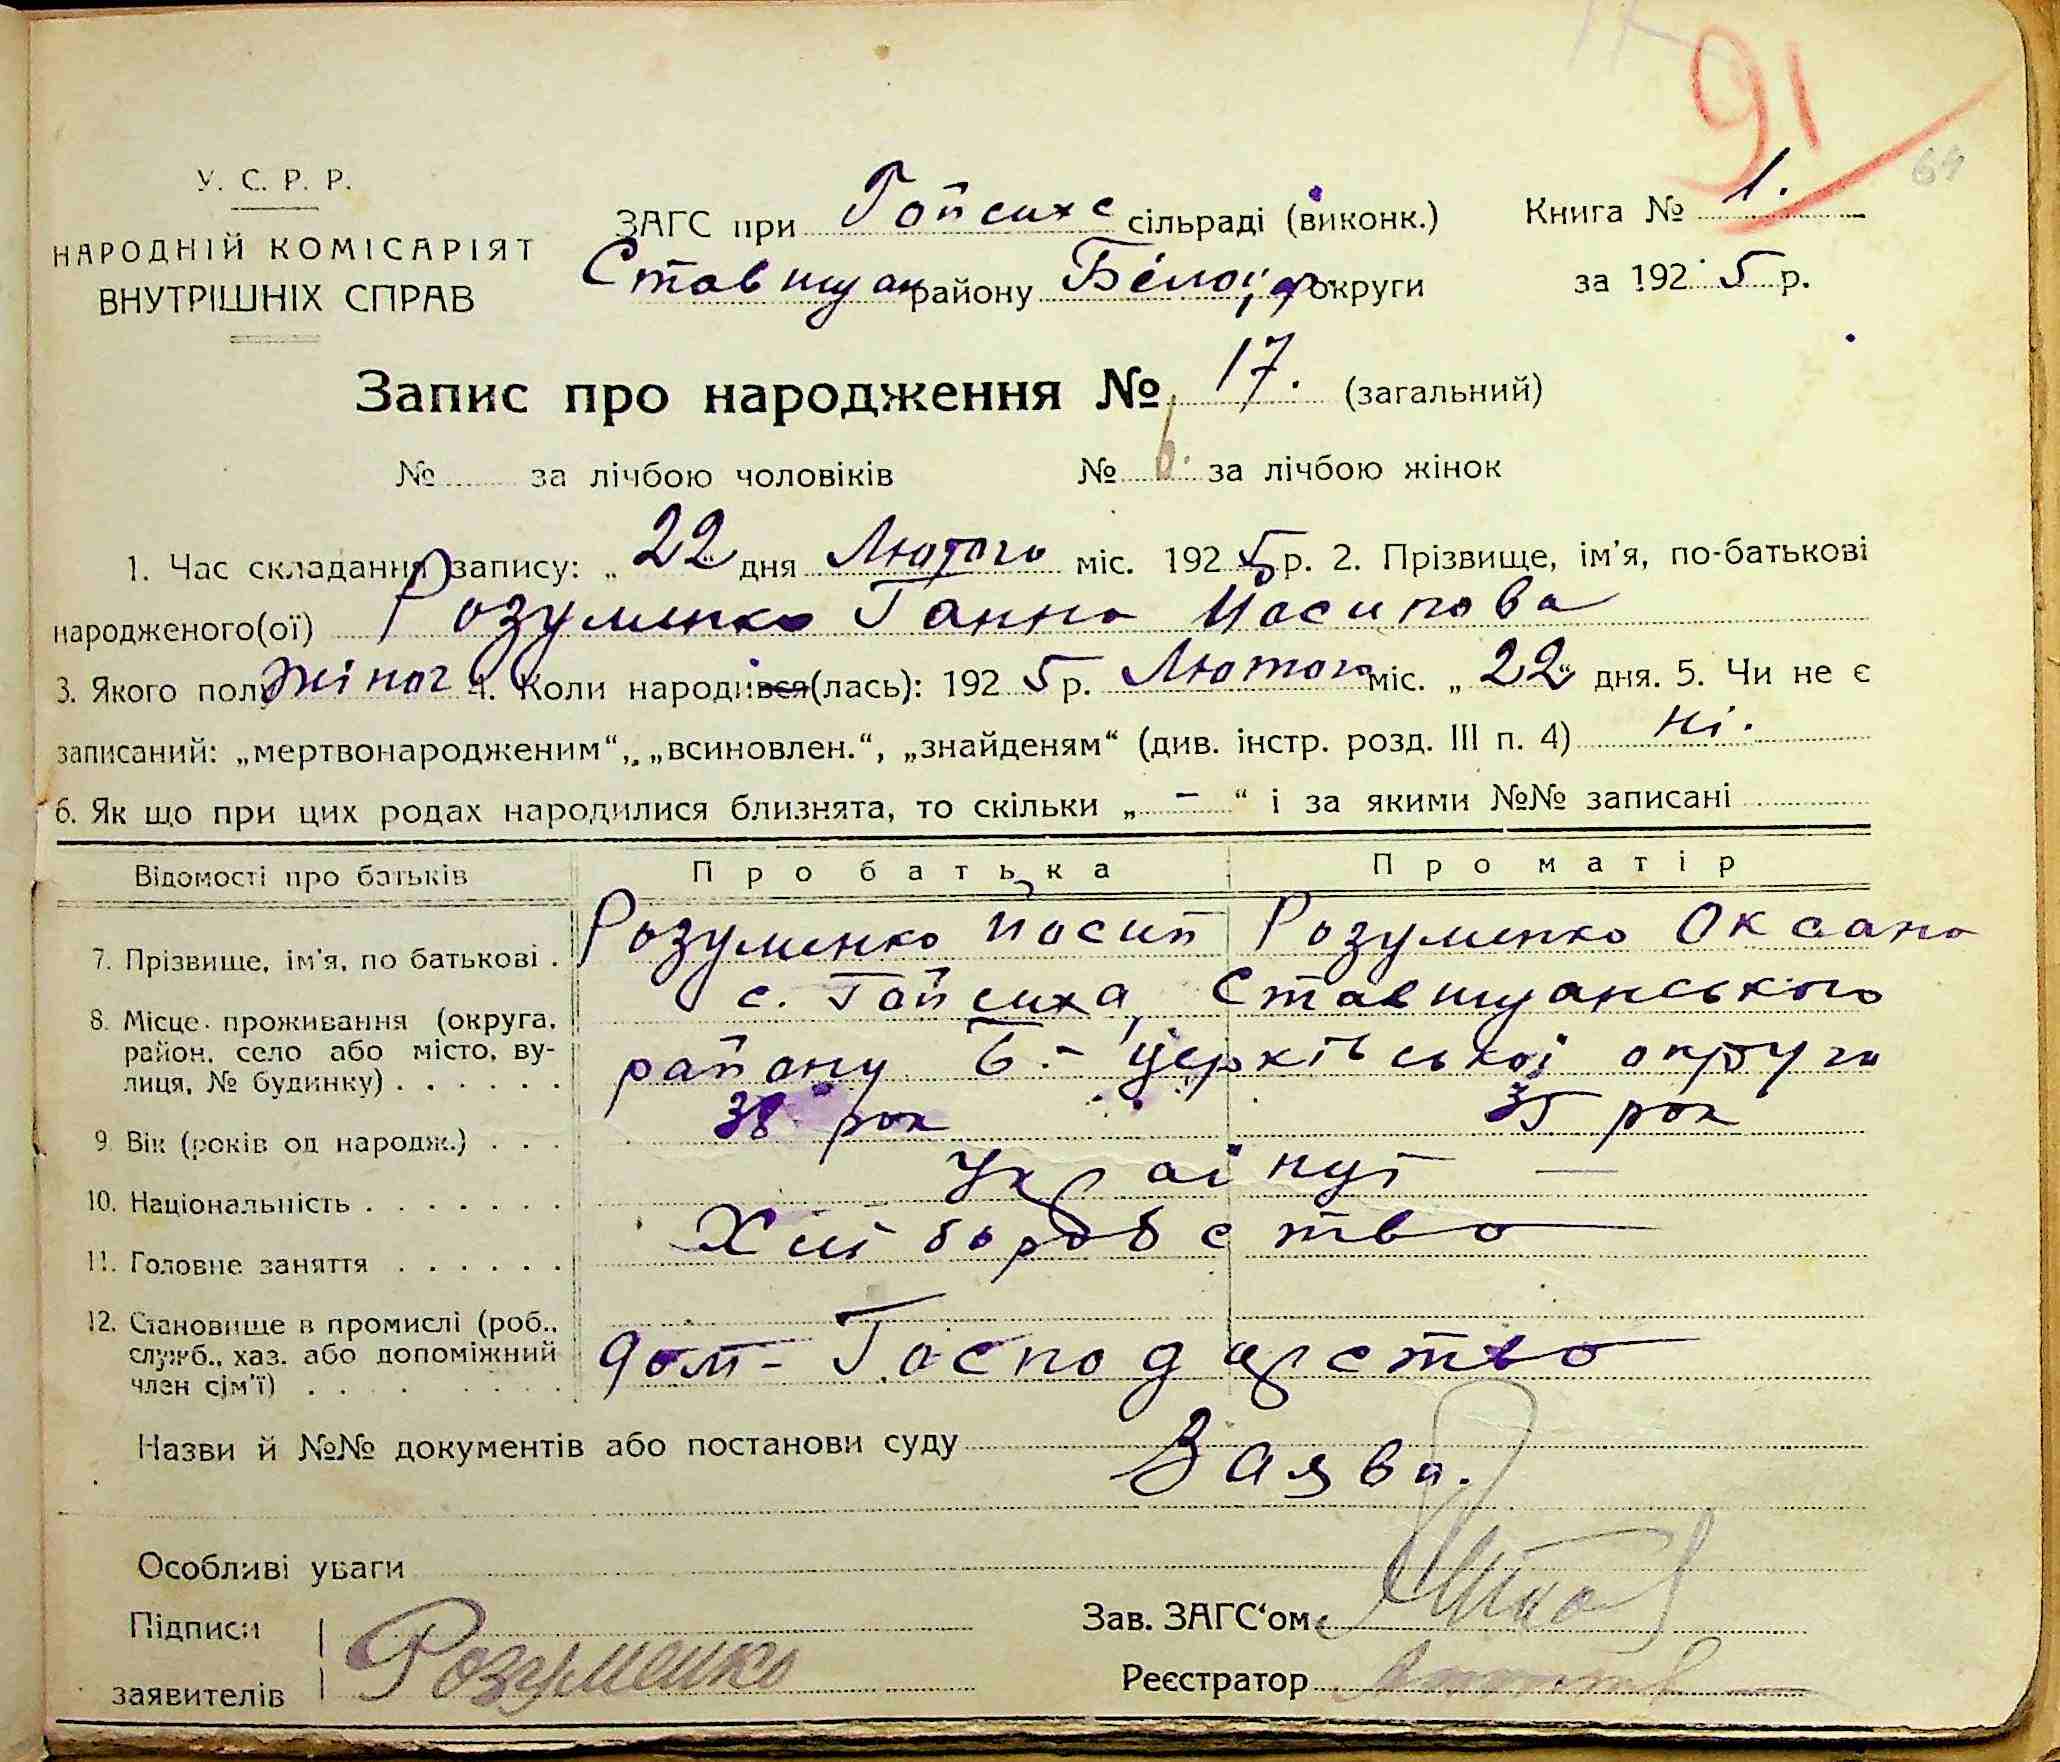 91
64
У. С. Р. Р.
НАРОДНІЙ КОМІСАРІЯТ
ВНУТРІШНІХ СПРАВ
ЗАГС при Гопсихс сільраді (виконк.)
Книга № 1.
Ставищан району Білоц округи
за 1925 р.
Запис про народження № 17. (загальний)
№ за лічбою чоловіків № 6. за лічбою жінок
1. Час складання запису: „22 дня Лютого міс. 1925 р. 2. Прізвище, ім'я, по-батькові
народженого(ої) Розуменко Ганна Иосипова
3. Якого полу жіноч 4. Коли народився(лась): 1925 р. Лютого міс. „22" дня. 5. Чи не є
записаний: „мертвонародженим", „всиновлен.", „знайденям" (див. інстр. розд. III п. 4) ні.
6. Як що при цих родах народилися близнята, то скільки „ – " і за якими №№ записані
Відомості про батьків Про батька Про матір
7. Прізвище, ім'я, по батькові . Розуменко Иосип Розуменко Оксана
8. Місце проживання (округа, район, село або місто, вулиця, № будинку) . . . . . . с. Гопсиха, Ставищанського
району Б.-Церківської округи
9. Вік (років од народж.) . . . 38 рок 35 рок
10. Національність . . . . . . . Українці —
11. Головне заняття . . . . . . Хліборобство
12. Становище в промислі (роб., служб., хаз. або допоміжний член сім'ї) . . . . . . . дом-Господарство
Назви й №№ документів або постанови суду Заява.
Особливі уваги
Підписи
заявителів Розуменко
Зав. ЗАГС'ом
Реєстратор